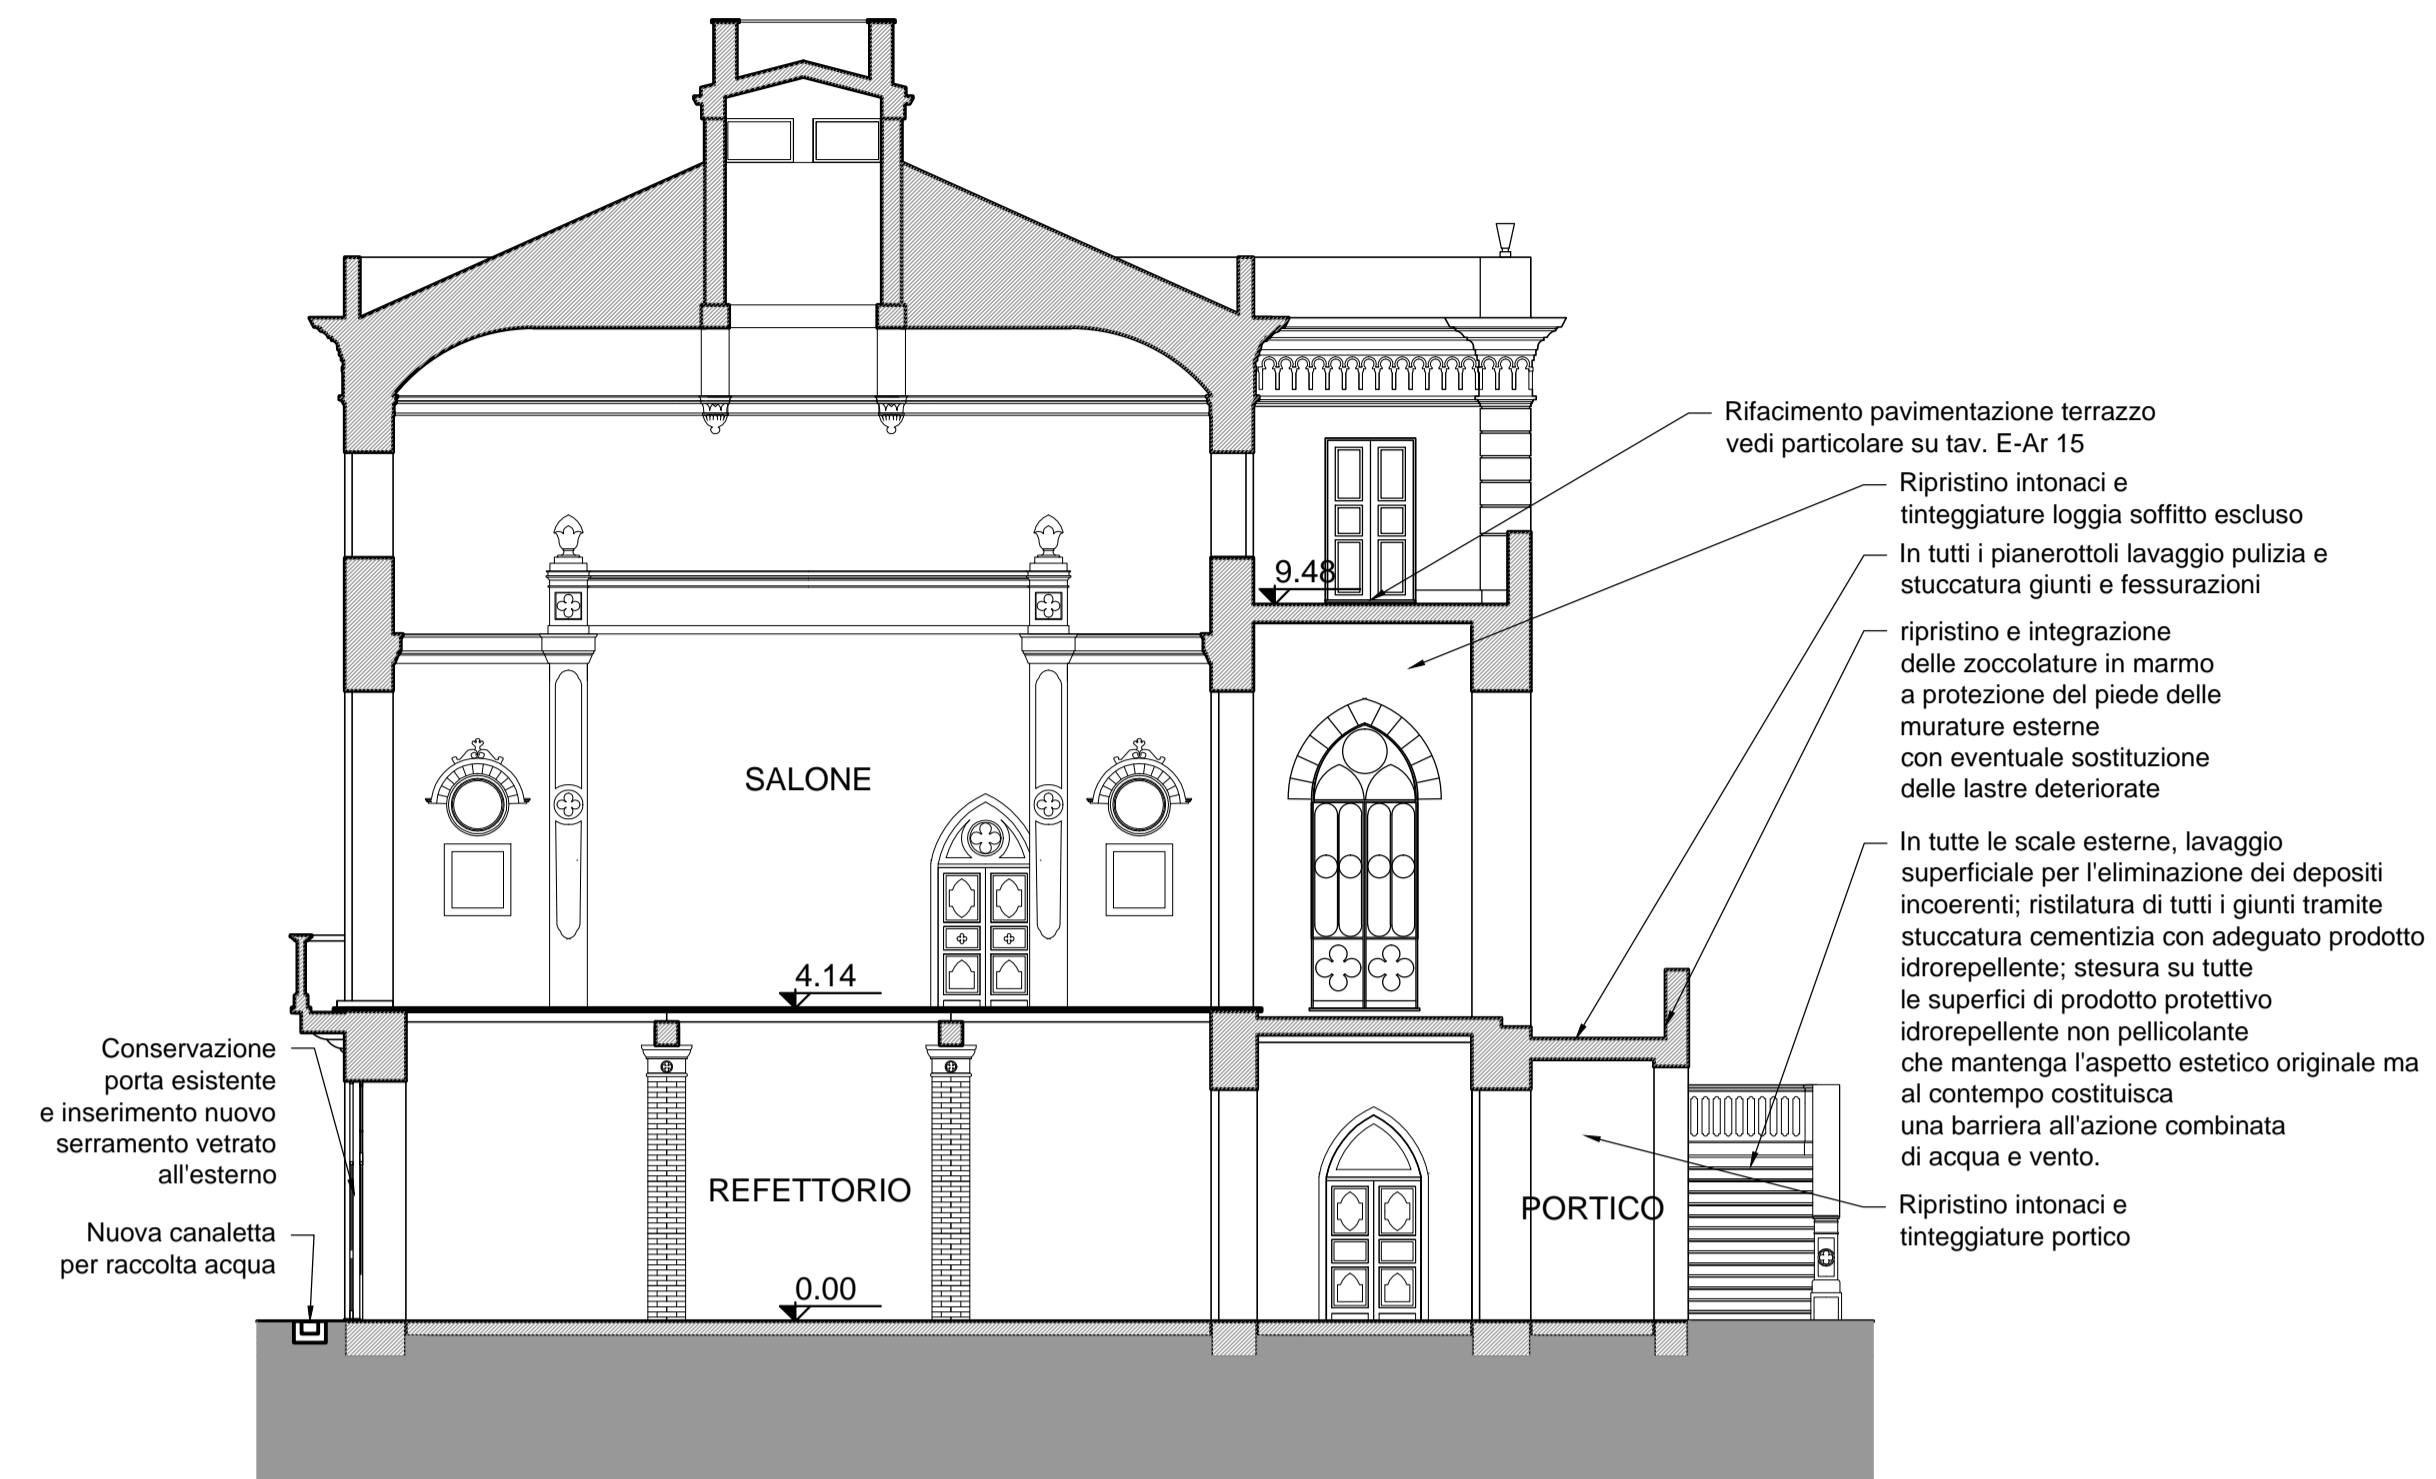 Rifacimento pavimentazione terrazzo
vedi particolare su tav. E-Ar 15
Ripristino intonaci e
tinteggiature loggia soffitto escluso
In tutti i pianerottoli lavaggio pulizia e
stuccatura giunti e fessurazioni
9.48
ripristino e integrazione
delle zoccolature in marmo
a protezione del piede delle
murature esterne
con eventuale sostituzione
delle lastre deteriorate
SALONE
In tutte le scale esterne, lavaggio
superficiale per l'eliminazione dei depositi
incoerenti; ristilatura di tutti i giunti tramite
stuccatura cementizia con adeguato prodotto
idrorepellente; stesura su tutte
le superfici di prodotto protettivo
idrorepellente non pellicolante
che mantenga l'aspetto estetico originale ma
al contempo costituisca
una barriera all'azione combinata
di acqua e vento.
4.14
Conservazione
porta esistente
e inserimento nuovo
serramento vetrato
all'esterno
REFETTORIO
PORTICO
Ripristino intonaci e
tinteggiature portico
Nuova canaletta
per raccolta acqua
0.00